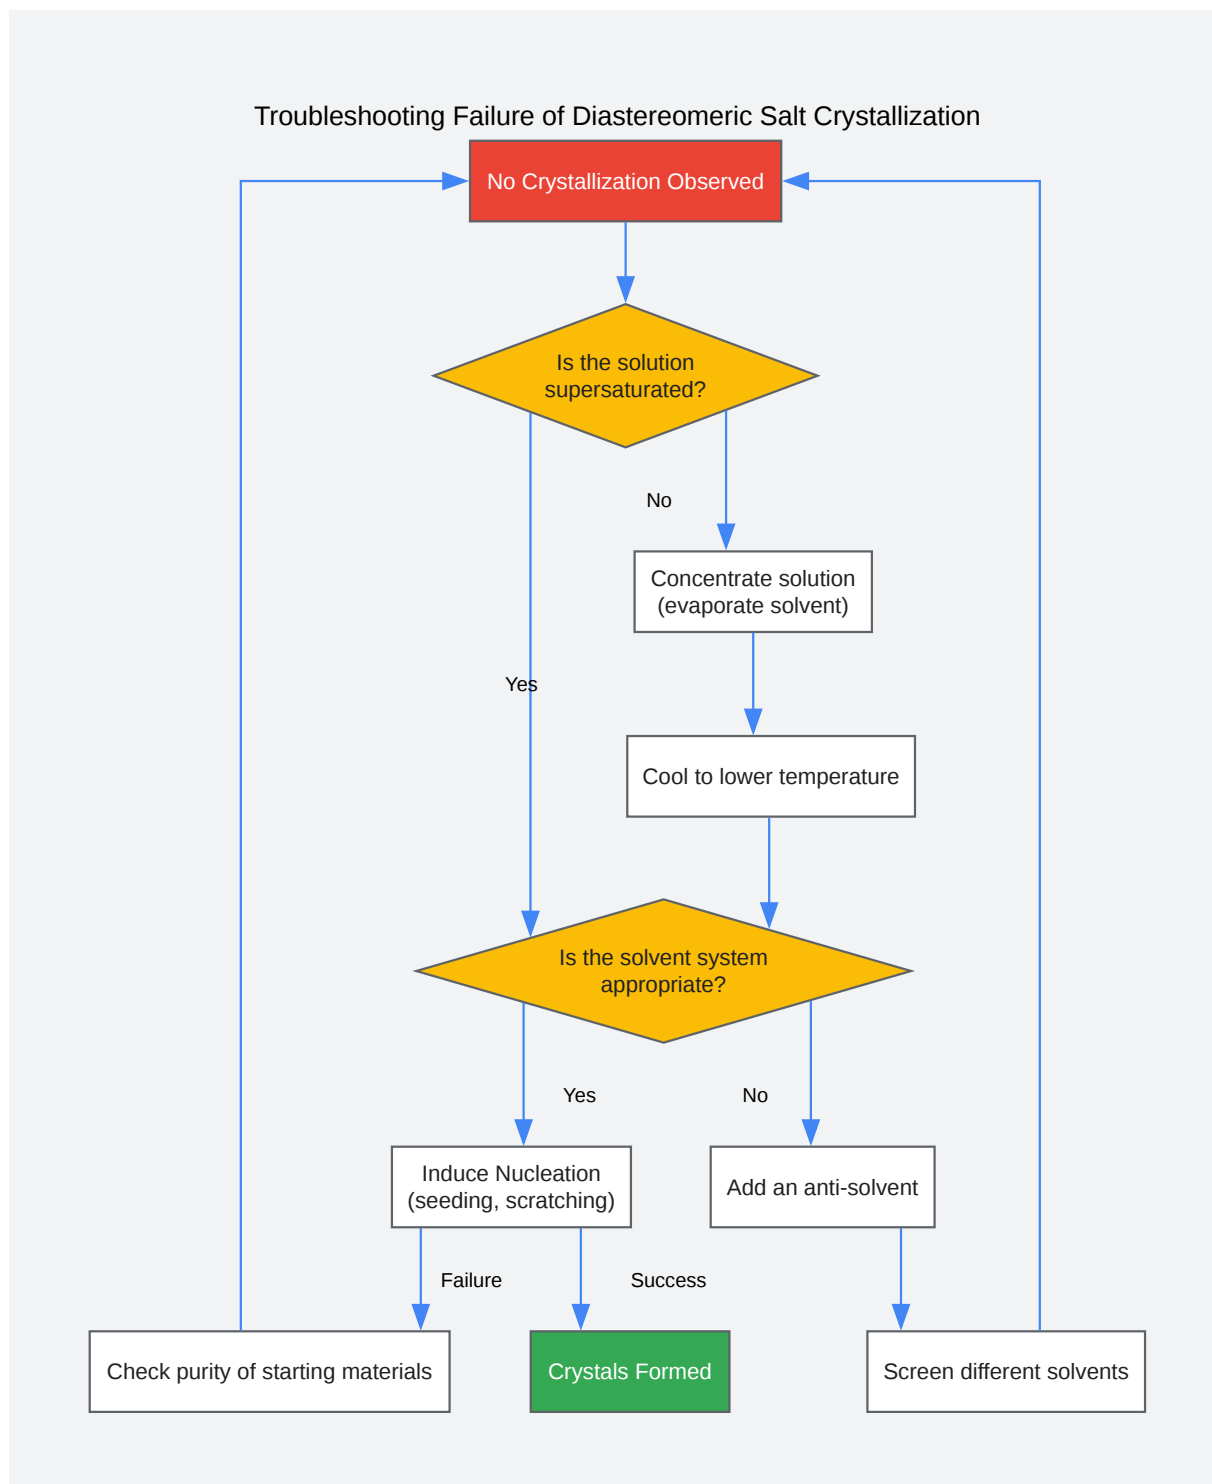 Troubleshooting Failure of Diastereomeric Salt Crystallization
No Crystallization Observed
Is the solution
supersaturated?
No
Concentrate solution
(evaporate solvent)
Yes
Cool to lower temperature
Is the solvent system
appropriate?
Yes
No
Induce Nucleation
(seeding, scratching)
Add an anti-solvent
Failure
Success
Check purity of starting materials
Crystals Formed
Screen different solvents